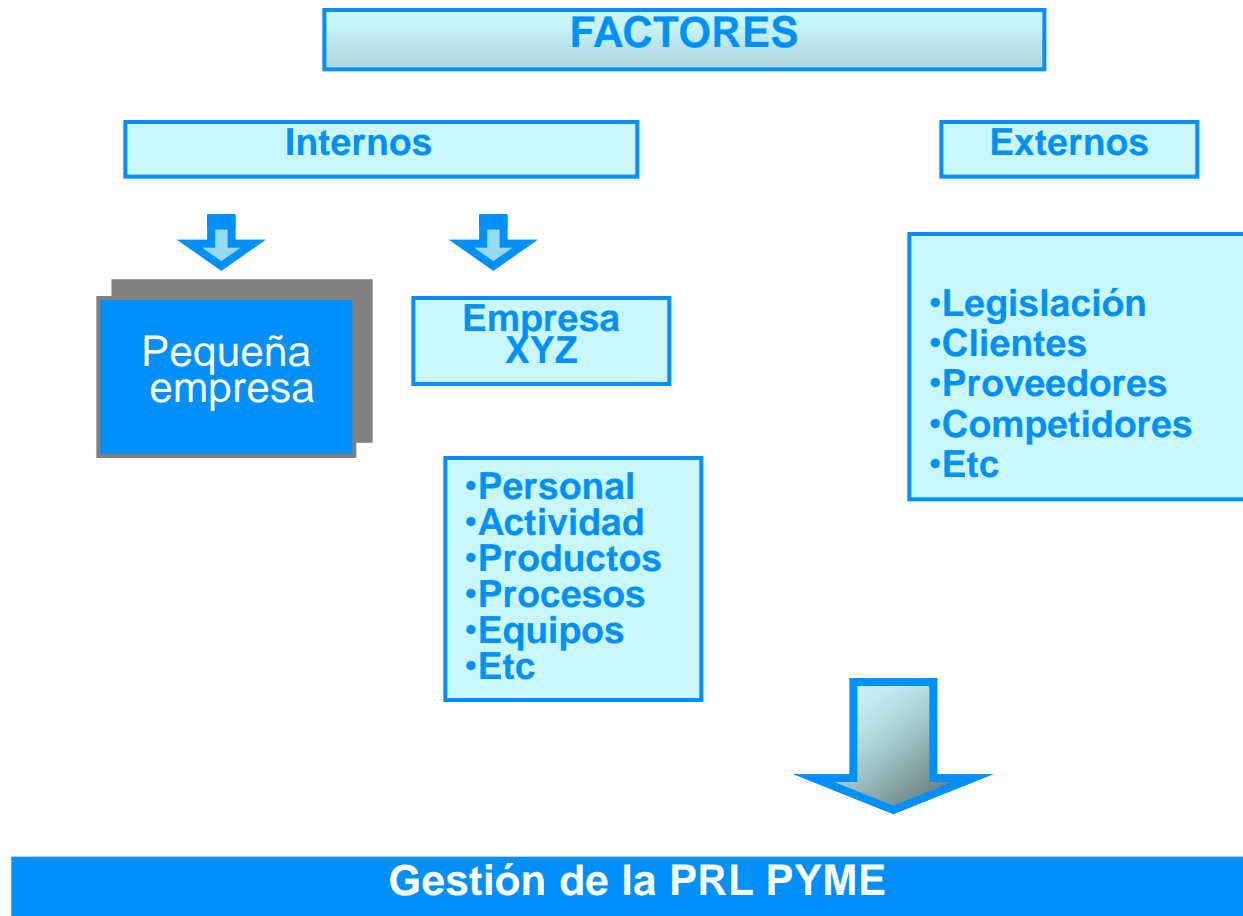 FACTORES
Internos
Externos
Pequeña
empresa
Empresa
XYZ
•Personal
•Actividad
•Productos
•Procesos
•Equipos
•Etc
•Legislación
•Clientes
•Proveedores
•Competidores
•Etc
Gestión de la PRL PYME